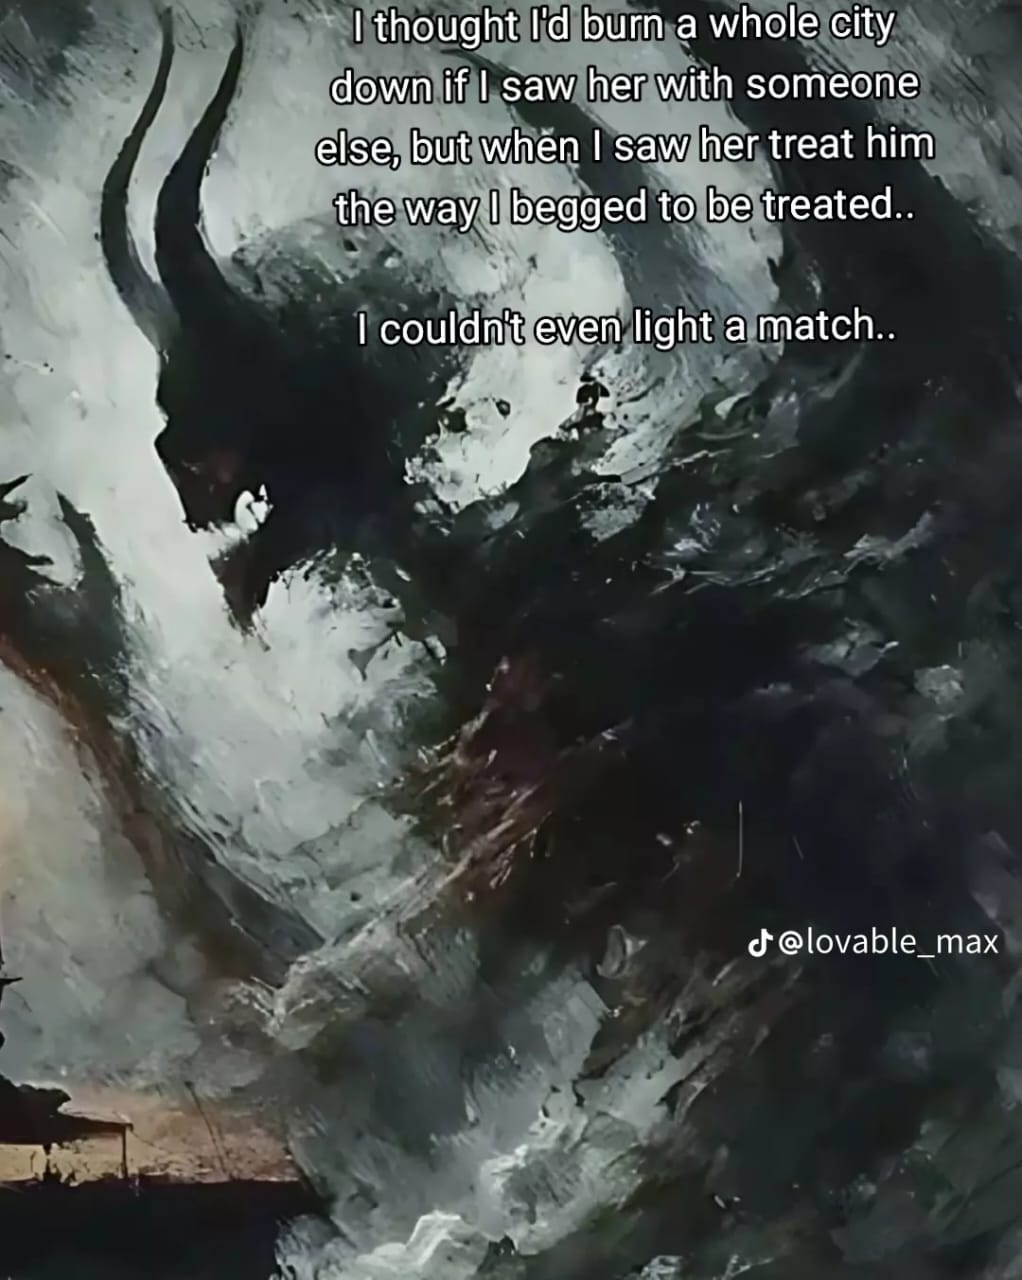 I thought I'd burn a whole city
down if I saw her with someone
else, but when I saw her treat him
the way I begged to be treated..
I couldn't even light a match..
@lovable_max